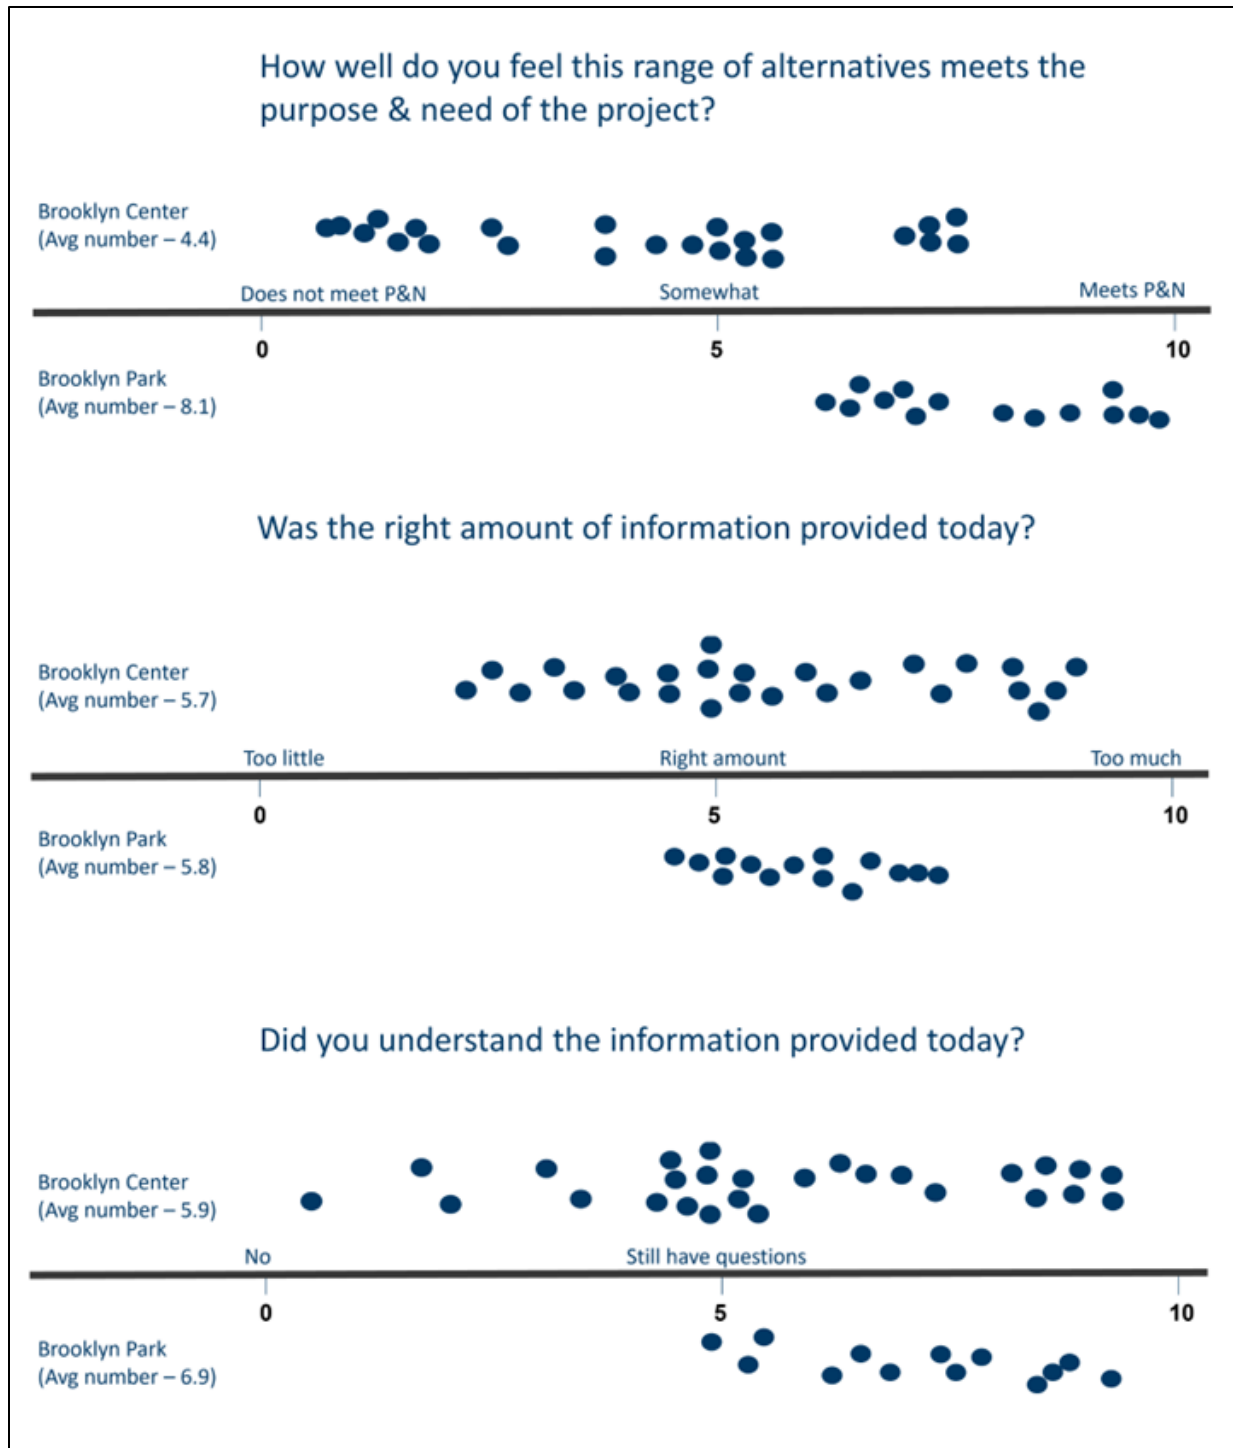 How well do you feel this range of alternatives meets the
purpose & need of the project?
Brooklyn Center
(Avg number – 4.4)
Does not meet P&N
Somewhat
Meets P&N
0
5
10
Brooklyn Park
(Avg number – 8.1)
Was the right amount of information provided today?
Brooklyn Center
(Avg number – 5.7)
Too little
Right amount
Too much
0
5
10
Brooklyn Park
(Avg number – 5.8)
Did you understand the information provided today?
Brooklyn Center
(Avg number – 5.9)
No
Still have questions
0
5
10
Brooklyn Park
(Avg number – 6.9)